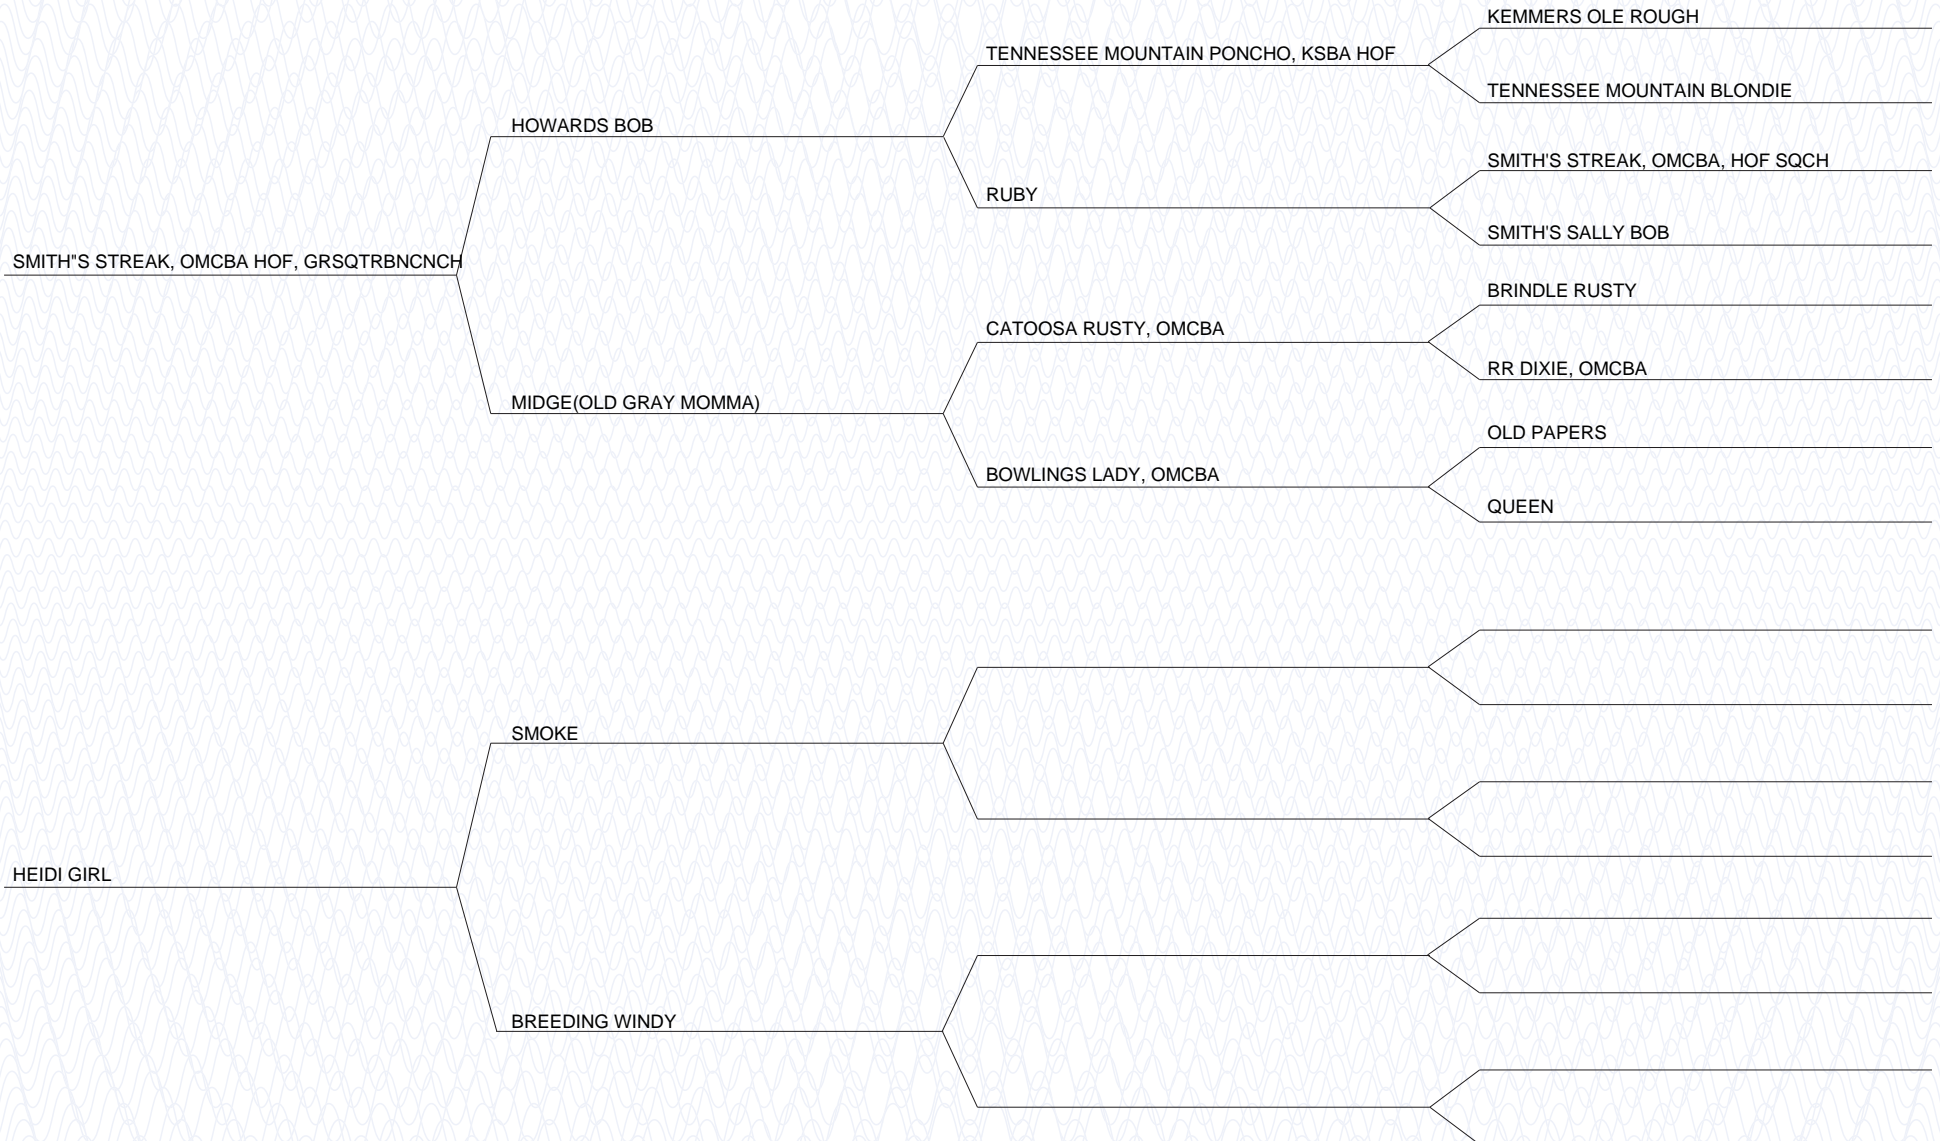 KEMMERS OLE ROUGH
TENNESSEE MOUNTAIN PONCHO, KSBA HOF
TENNESSEE MOUNTAIN BLONDIE
HOWARDS BOB
SMITH'S STREAK, OMCBA, HOF SQCH
RUBY
SMITH'S SALLY BOB
SMITH"S STREAK, OMCBA HOF, GRSQTRBNCNCH
BRINDLE RUSTY
CATOOSA RUSTY, OMCBA
RR DIXIE, OMCBA
MIDGE(OLD GRAY MOMMA)
OLD PAPERS
BOWLINGS LADY, OMCBA
QUEEN
SMOKE
HEIDI GIRL
BREEDING WINDY